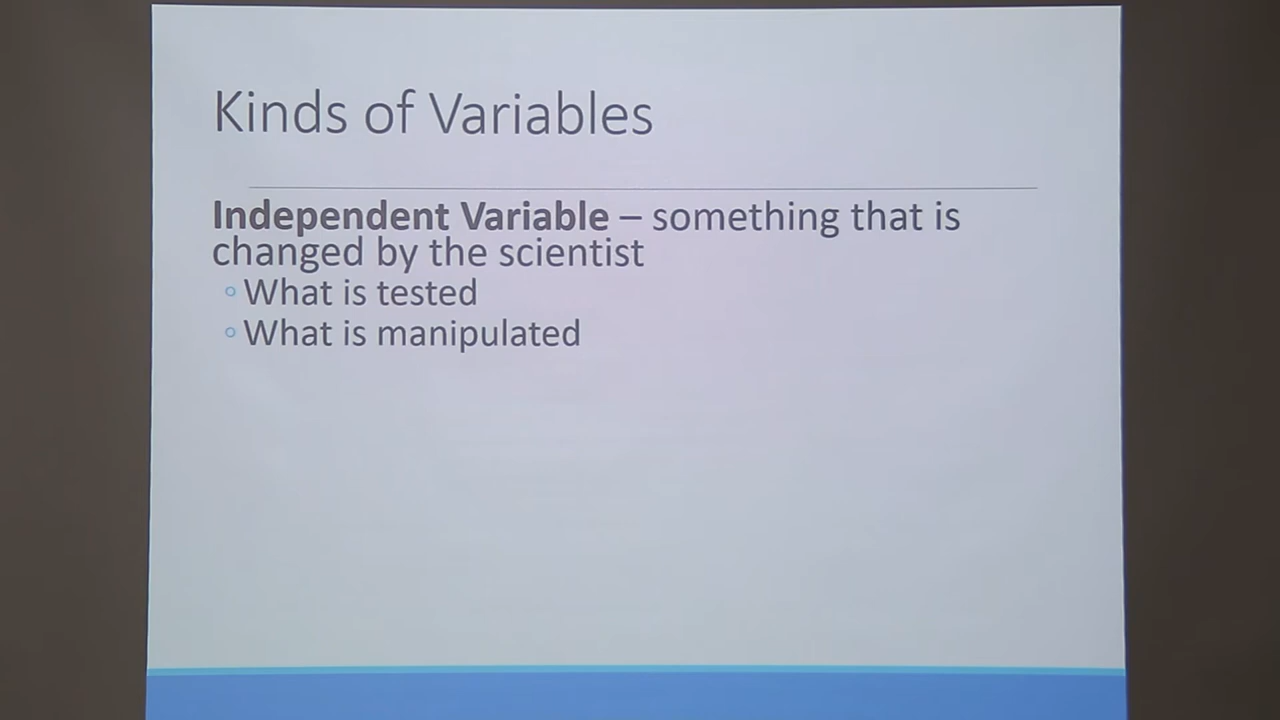 Kinds of Variables
Independent Variable – something that is
changed by the scientist
◦ What is tested
◦ What is manipulated